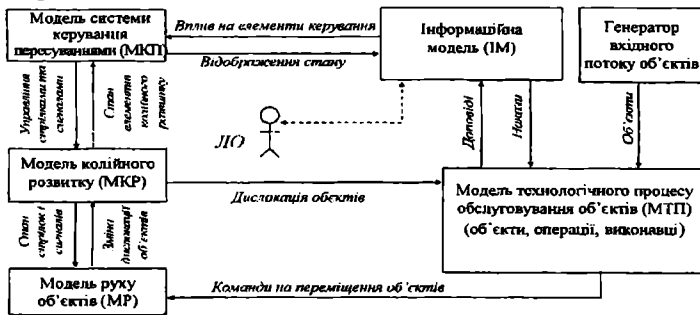 Модель системи
керування
пересуваннями (МКП)
Вплив на елементи керування
Відображення стану
Інформаційна
модель (ІМ)
Генератор
вхідного
потоку об'єктів
Управління
стрілками та
сигналами
Стан
елементів
колійного
розвитку
ЛО
Доповіді
Накази
Об'єкти
Модель колійного
розвитку (МКР)
Дислокація обєктів
Модель технологічного процесу
обслуговування об'єктів (МТП)
(об'єкти, операції, виконавці)
Стан
стрілок і
сигналів
Зміни
дислокації
об'єктів
Модель руху
об'єктів (МР)
Команди на переміщення об'єктів